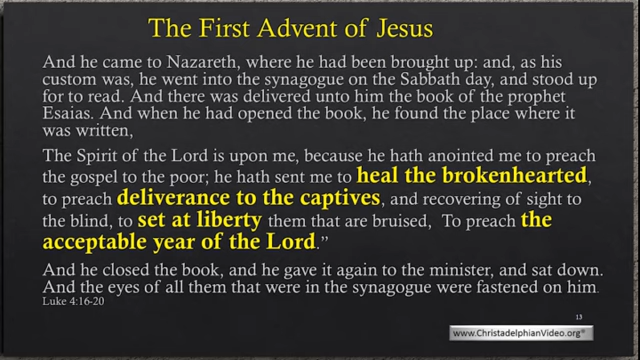 The First Advent of Jesus
And he came to Nazareth, where he had been brought up: and, as his
custom was, he went into the synagogue on the Sabbath day, and stood up
for to read. And there was delivered unto him the book of the prophet
Esaias. And when he had opened the book, he found the place where it
was written,
The Spirit of the Lord is upon me, because he hath anointed me to preach
the gospel to the poor; he hath sent me to heal the brokenhearted,
to preach deliverance to the captives, and recovering of sight to
the blind, to set at liberty them that are bruised, To preach the
acceptable year of the Lord.”
And he closed the book, and he gave it again to the minister, and sat down.
And the eyes of all them that were in the synagogue were fastened on him.
Luke 4:16-20
13
www.ChristadelphianVideo.org®